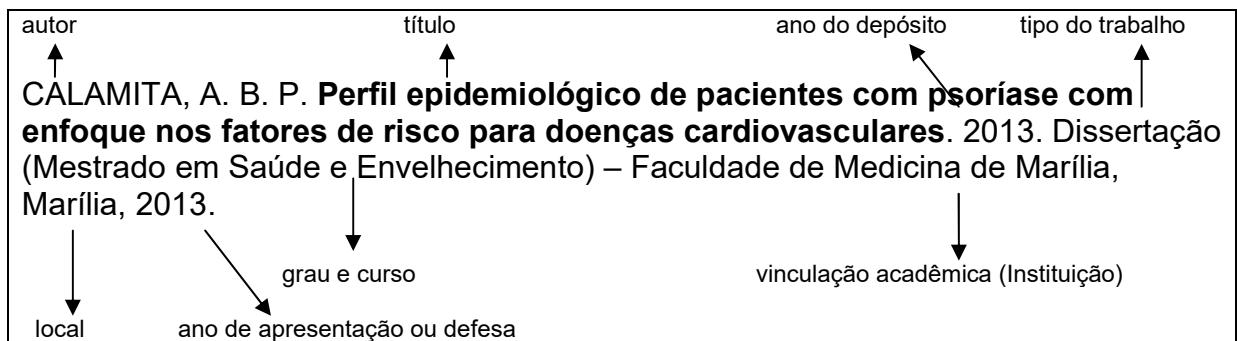 autor título ano do depósito tipo do trabalho
CALAMITA, A. B. P. Perfil epidemiológico de pacientes com psoríase com
enfoque nos fatores de risco para doenças cardiovasculares. 2013. Dissertação
(Mestrado em Saúde e Envelhecimento) – Faculdade de Medicina de Marília,
Marília, 2013.
grau e curso vinculação acadêmica (Instituição)
local ano de apresentação ou defesa